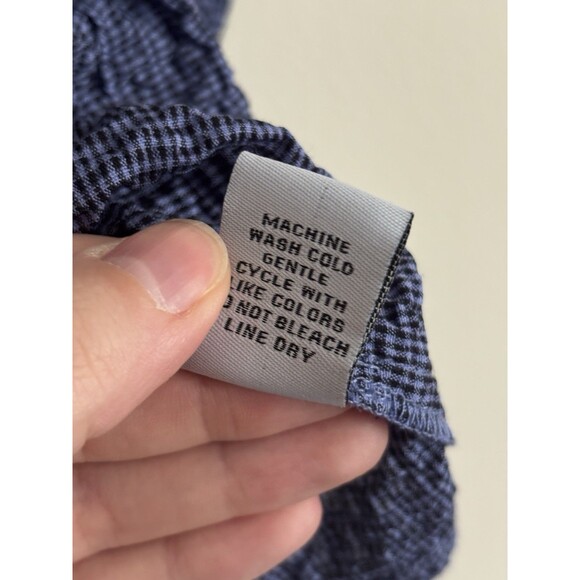 MACHINE
WASH COLD
GENTLE
CYCLE WITH
LIKE COLORS
DO NOT BLEACH
LINE DRY